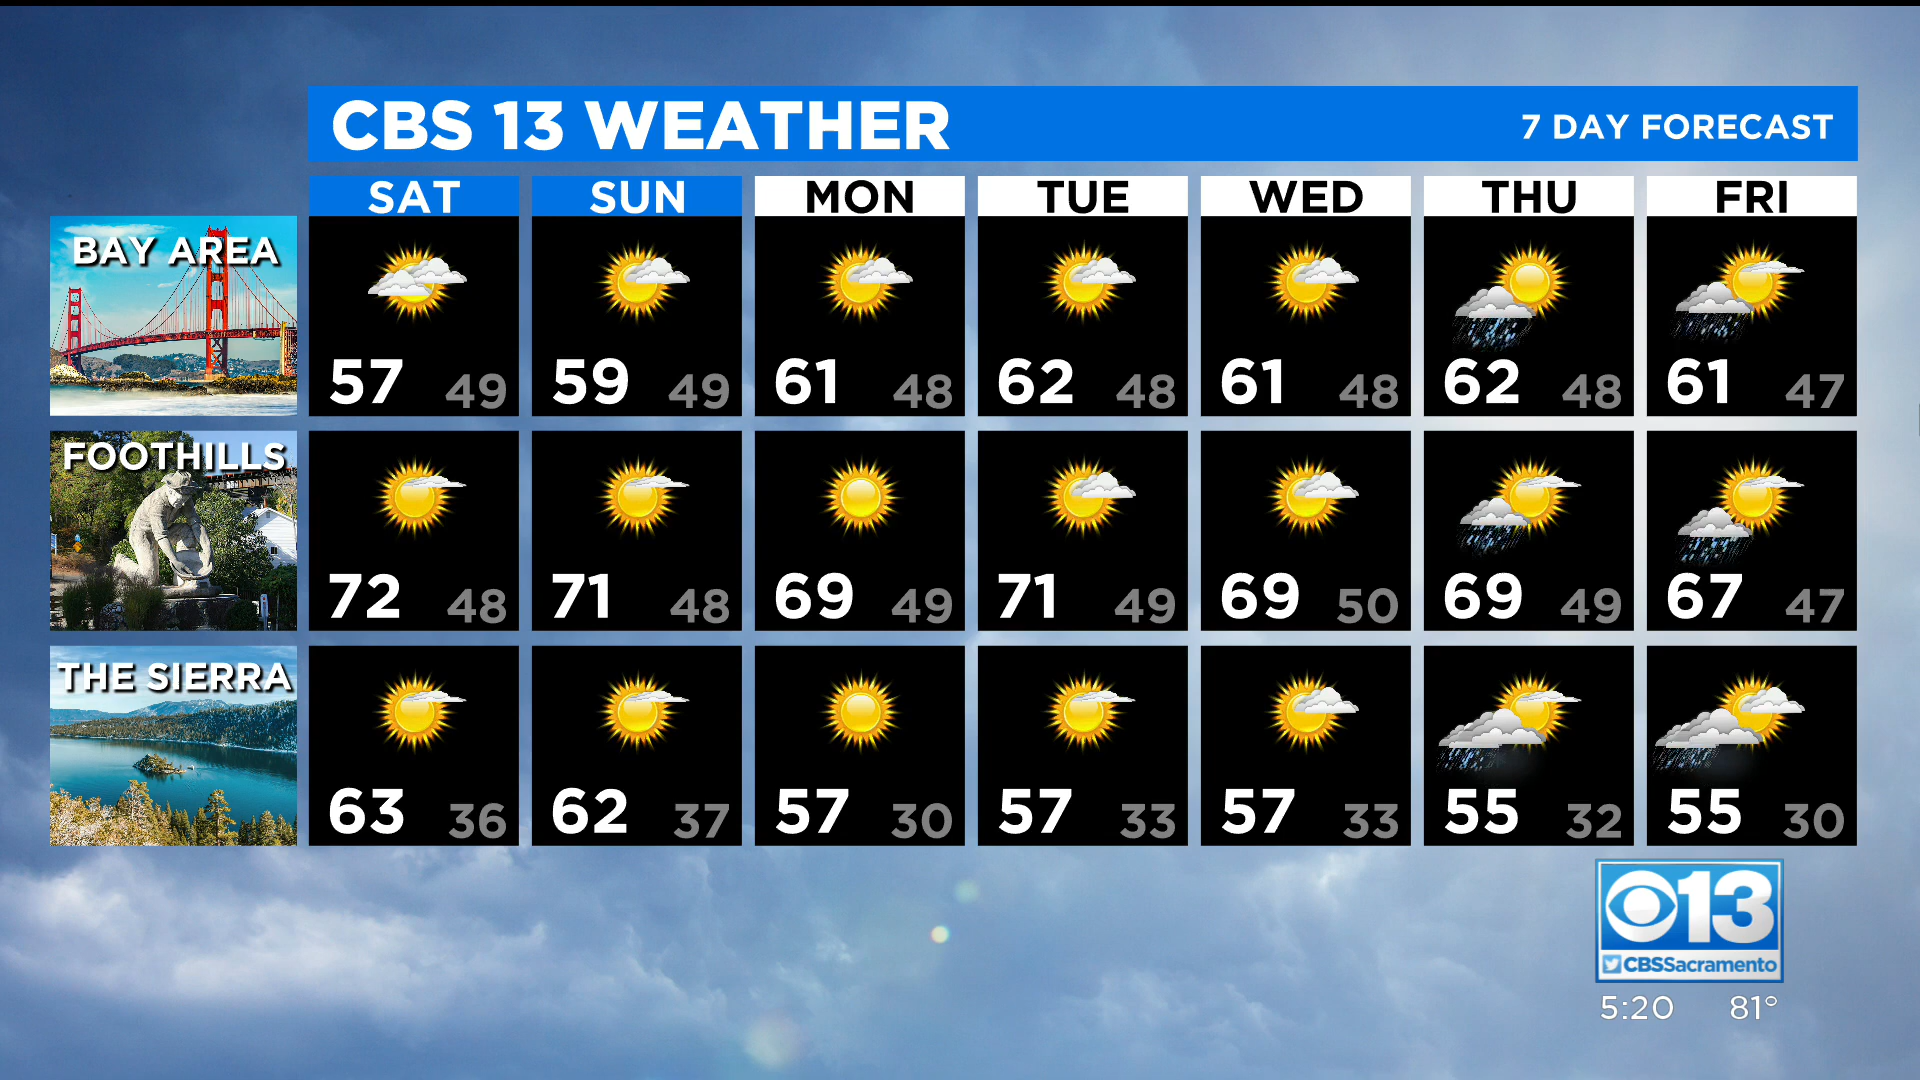 CBS 13 WEATHER 7 DAY FORECAST
SAT SUN MON TUE WED THU FRI
BAY AREA
57 49 59 49 61 48 62 48 61 48 62 48 61 47
FOOTHILLS
72 48 71 48 69 49 71 49 69 50 69 49 67 47
THE SIERRA
63 36 62 37 57 30 57 33 57 33 55 32 55 30
13
CBSSacramento
5:20 81°